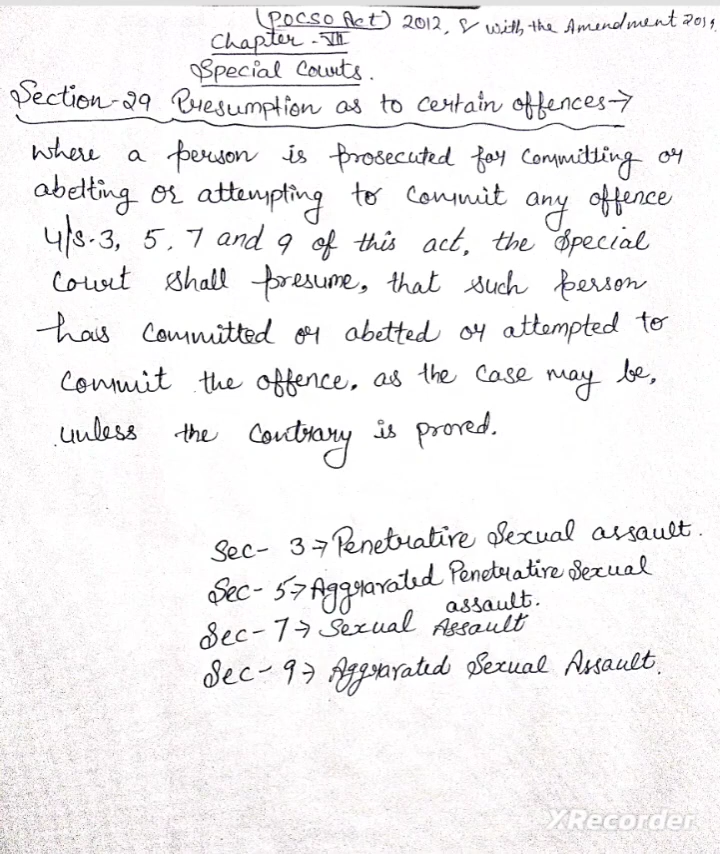 (POCSO Act) 2012, & with the Amendment 2019.
Chapter - VII
Special Courts.
Section-29 Presumption as to certain offences→
where a person is prosecuted for committing or
abetting or attempting to commit any offence
u/s. 3, 5, 7 and 9 of this act, the special
court shall presume, that such person
has committed or abetted or attempted to
commit the offence, as the case may be,
unless the contrary is proved.
Sec- 3→ Penetrative Sexual assault.
Sec- 5→ Aggravated Penetrative Sexual
assault.
Sec- 7→ Sexual Assault
Sec- 9→ Aggravated Sexual Assault.
XRecorder